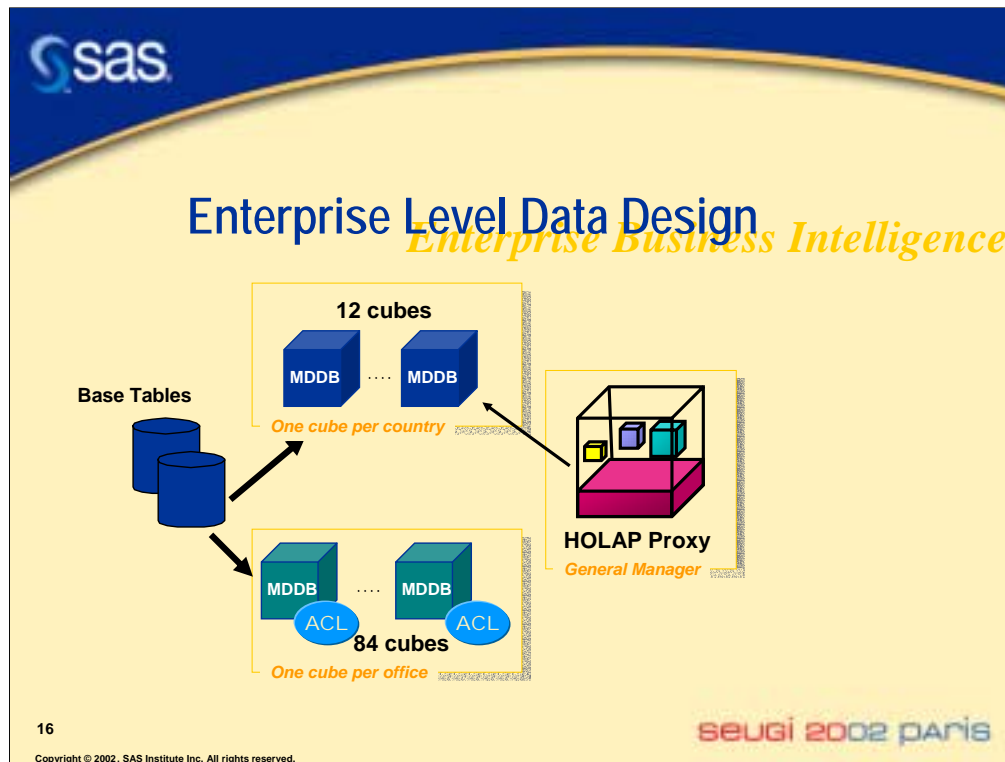 sas.
Enterprise Level Data Design
Enterprise Business Intelligence
12 cubes
MDDB .... MDDB
One cube per country
Base Tables
HOLAP Proxy
General Manager
MDDB .... MDDB
ACL ACL
84 cubes
One cube per office
16
seugi 2002 paris
Copyright © 2002, SAS Institute Inc. All rights reserved.